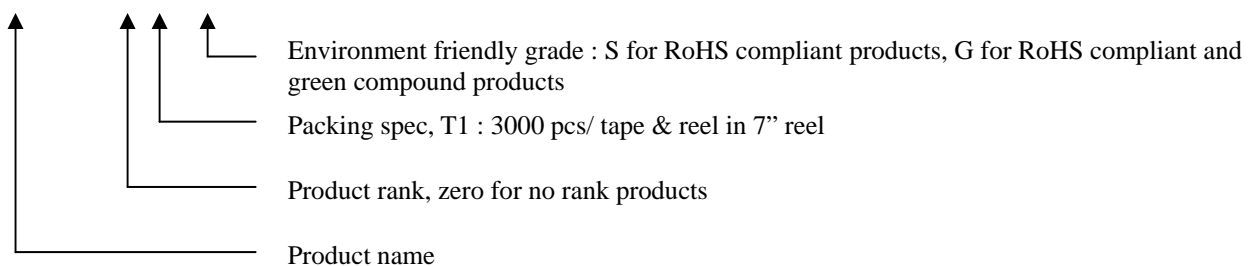 Environment friendly grade : S for RoHS compliant products, G for RoHS compliant and
green compound products
Packing spec, T1 : 3000 pcs/ tape & reel in 7” reel
Product rank, zero for no rank products
Product name